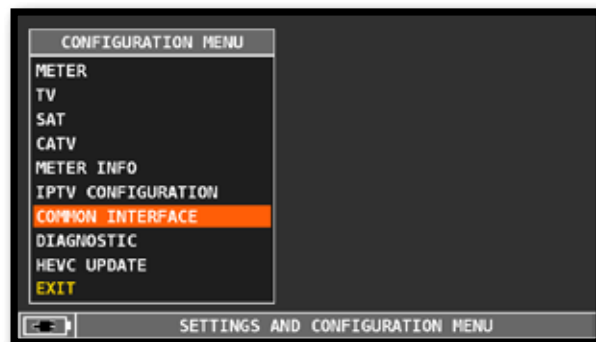 CONFIGURATION MENU
METER
TV
SAT
CATV
METER INFO
IPTV CONFIGURATION
COMMON INTERFACE
DIAGNOSTIC
HEVC UPDATE
EXIT
SETTINGS AND CONFIGURATION MENU